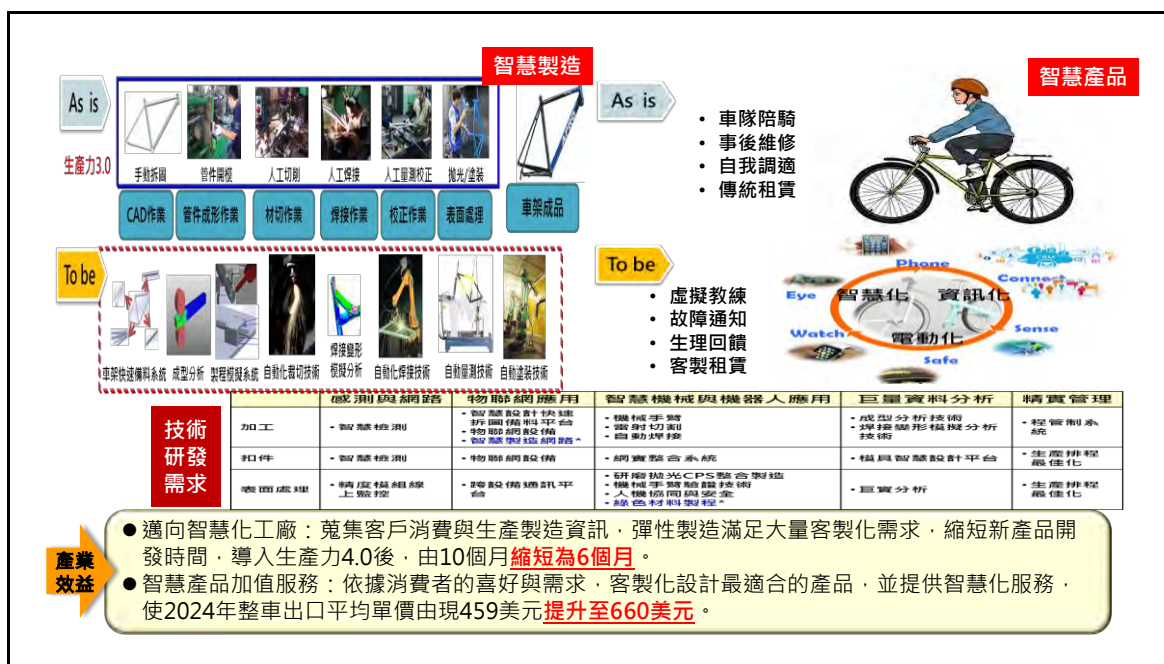 智慧製造
As is
生產力3.0
手動拆圖 管件開模 人工切削 人工焊接 人工量測校正 拋光/塗裝
CAD作業 管件成形作業 材切作業 焊接作業 校正作業 表面處理 車架成品
To be
焊接變形
模擬分析
車架快速備料系統 成型分析 製程模擬系統 自動化裁切技術 自動化焊接技術 自動量測技術 自動塗裝技術
智慧產品
As is
• 車隊陪騎
• 事後維修
• 自我調適
• 傳統租賃
To be
• 虛擬教練
• 故障通知
• 生理回饋
• 客製租賃
Phone
Connect
Eye
智慧化 資訊化
Watch
電動化
Sense
Safe
技術
研發
需求
感測與網路 物聯網應用 智慧機械與機器人應用 巨量資料分析 精實管理
加工
・智慧檢測
・智慧設計快速
拆圖備料平台
・物聯網設備
・智慧製造網路*
・機械手臂
・雷射切割
・自動焊接
・成型分析技術
・焊接變形模擬分析
技術
・程管制系
統
扣件
・智慧檢測
・物聯網設備
・網實整合系統
・模具智慧設計平台
・生產排程
最佳化
表面處理
・精度模組線
上監控
・跨設備通訊平
台
・研磨拋光CPS整合製造
・機械手臂驗證技術
・人機協同與安全
・綠色材料製程*
・巨實分析
・生產排程
最佳化
產業
效益
●邁向智慧化工廠：蒐集客戶消費與生產製造資訊，彈性製造滿足大量客製化需求，縮短新產品開
發時間，導入生產力4.0後，由10個月縮短為6個月。
●智慧產品加值服務：依據消費者的喜好與需求，客製化設計最適合的產品，並提供智慧化服務，
使2024年整車出口平均單價由現459美元提升至660美元。